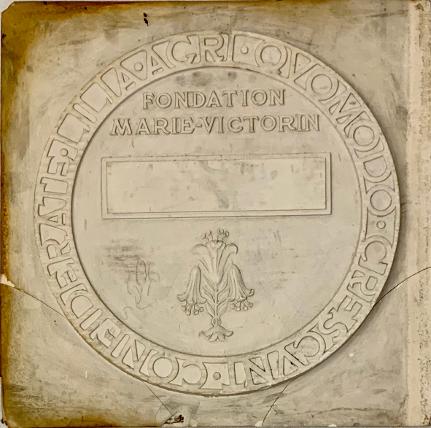 CONSIDERATE·LILIA·AGRI·QVOMODO·CRESCVNT·
FONDATION
MARIE-VICTORIN